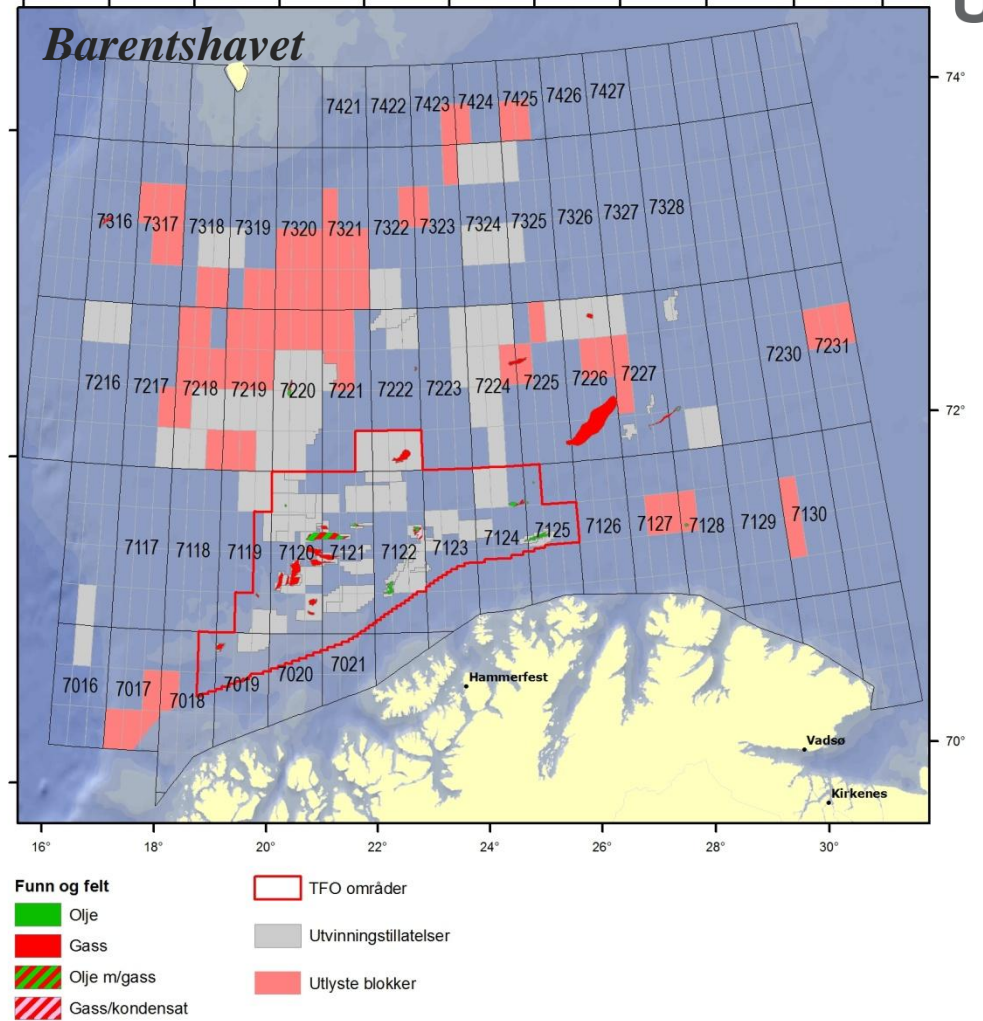 Barentshavet
74°
7421 7422 7423 7424 7425 7426 7427
7316 7317 7318 7319 7320 7321 7322 7323 7324 7325 7326 7327 7328
7216 7217 7218 7219 7220 7221 7222 7223 7224 7225 7226 7227 7230 7231
72°
7117 7118 7119 7120 7121 7122 7123 7124 7125 7126 7127 7128 7129 7130
7016 7017 7018 7019 7020 7021
Hammerfest
70°
Vadsø
Kirkenes
16° 18° 20° 22° 24° 26° 28° 30°
Funn og felt
Olje
Gass
Olje m/gass
Gass/kondensat
TFO områder
Utvinningstillatelser
Utlyste blokker